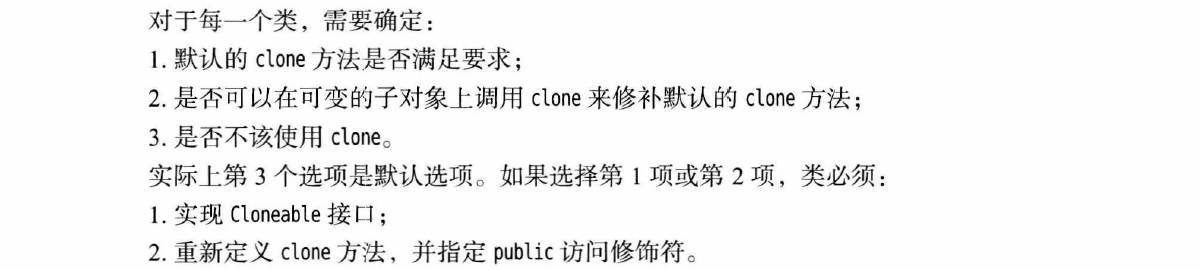 对于每一个类，需要确定：
1. 默认的 clone 方法是否满足要求；
2. 是否可以在可变的子对象上调用 clone 来修补默认的 clone 方法；
3. 是否不该使用 clone。
实际上第 3 个选项是默认选项。如果选择第 1 项或第 2 项，类必须：
1. 实现 Cloneable 接口；
2. 重新定义 clone 方法，并指定 public 访问修饰符。